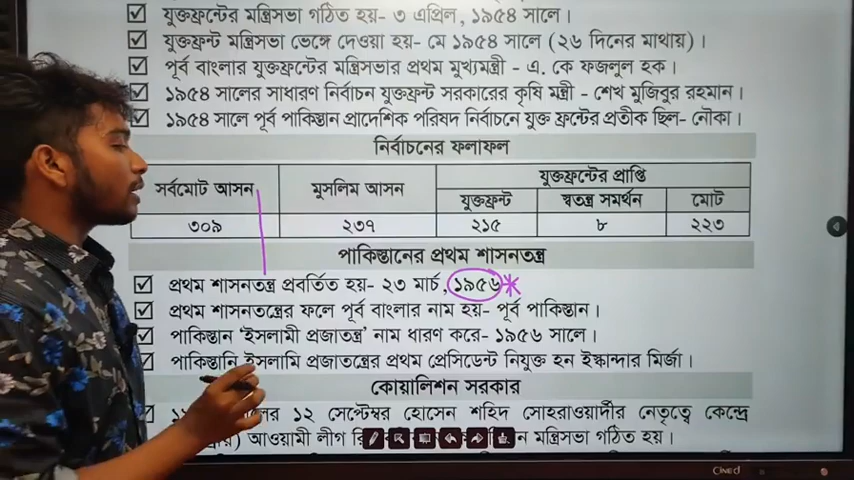 যুক্তফ্রন্টের মন্ত্রিসভা গঠিত হয়- ৩ এপ্রিল, ১৯৫৪ সালে।
যুক্তফ্রন্ট মন্ত্রিসভা ভেঙ্গে দেওয়া হয়- মে ১৯৫৪ সালে (২৬ দিনের মাথায়)।
পূর্ব বাংলার যুক্তফ্রন্টের মন্ত্রিসভার প্রথম মুখ্যমন্ত্রী - এ. কে ফজলুল হক।
১৯৫৪ সালের সাধারণ নির্বাচন যুক্তফ্রন্ট সরকারের কৃষি মন্ত্রী - শেখ মুজিবুর রহমান।
১৯৫৪ সালে পূর্ব পাকিস্তান প্রাদেশিক পরিষদ নির্বাচনে যুক্ত ফ্রন্টের প্রতীক ছিল- নৌকা।
নির্বাচনের ফলাফল
সর্বমোট আসন মুসলিম আসন যুক্তফ্রন্টের প্রাপ্তি
যুক্তফ্রন্ট স্বতন্ত্র সমর্থন মোট
৩০৯ ২৩৭ ২১৫ ৮ ২২৩
পাকিস্তানের প্রথম শাসনতন্ত্র
প্রথম শাসনতন্ত্র প্রবর্তিত হয়- ২৩ মার্চ, ১৯৫৬
প্রথম শাসনতন্ত্রের ফলে পূর্ব বাংলার নাম হয়- পূর্ব পাকিস্তান।
পাকিস্তান ‘ইসলামী প্রজাতন্ত্র’ নাম ধারণ করে- ১৯৫৬ সালে।
পাকিস্তানি ইসলামি প্রজাতন্ত্রের প্রথম প্রেসিডেন্ট নিযুক্ত হন ইস্কান্দার মির্জা।
কোয়ালিশন সরকার
১২ সেপ্টেম্বর হোসেন শহিদ সোহরাওয়ার্দীর নেতৃত্বে কেন্দ্রে
আওয়ামী লীগ মন্ত্রিসভা গঠিত হয়।